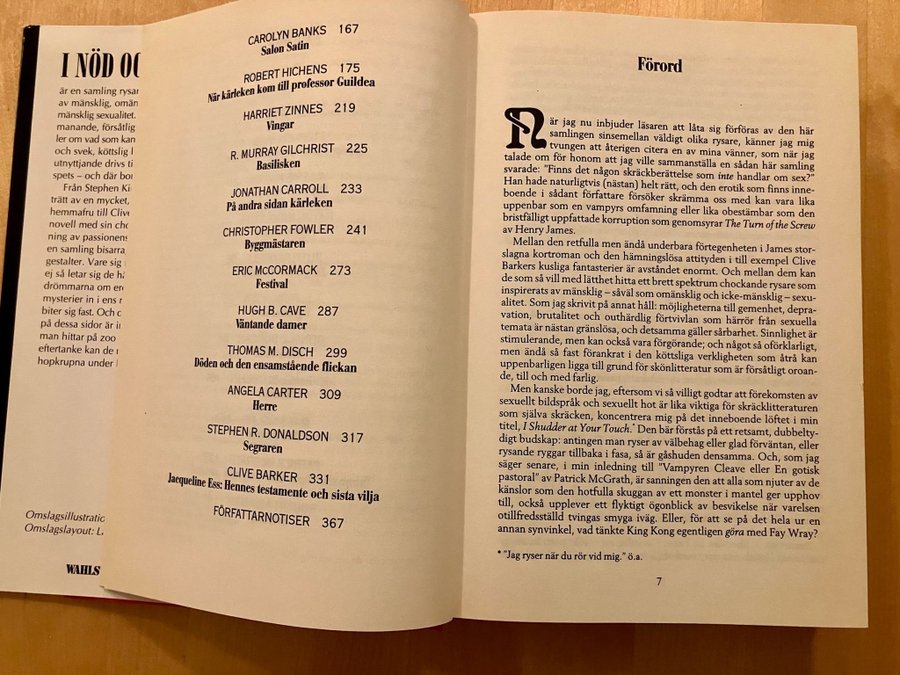 I NÖD OC
är en samling rysar
av mänsklig, omän
mänsklig sexualitet.
manande, försåtlig
ler om vad som kan
och svek, köttslig l
utnyttjande drivs ti
spets – och där bor
Från Stephen Ki
trätt av en mycket,
hemmafru till Clive
novell med sin cho
ning av passionens
en samling bisarra
gestalter. Vare sig
ej så letar sig de hä
drömmarna om ero
mysterier in i ens r
biter sig fast. Och c
på dessa sidor är ir
man hittar på zoo
eftertanke kan de r
hopkrupna under l
Omslagsillustratio
Omslagslayout: L
WAHLS
CAROLYN BANKS 167
Salon Satin
ROBERT HICHENS 175
När kärleken kom till professor Guildea
HARRIET ZINNES 219
Vingar
R. MURRAY GILCHRIST 225
Basilisken
JONATHAN CARROLL 233
På andra sidan kärleken
CHRISTOPHER FOWLER 241
Byggmästaren
ERIC McCORMACK 273
Festival
HUGH B. CAVE 287
Väntande damer
THOMAS M. DISCH 299
Döden och den ensamstående flickan
ANGELA CARTER 309
Herre
STEPHEN R. DONALDSON 317
Segraren
CLIVE BARKER 331
Jacqueline Ess: Hennes testamente och sista vilja
FÖRFATTARNOTISER 367
Förord
När jag nu inbjuder läsaren att låta sig förföras av den här
samlingen sinsemellan väldigt olika rysare, känner jag mig
tvungen att återigen citera en av mina vänner, som när jag
talade om för honom att jag ville sammanställa en sådan här samling
svarade: "Finns det någon skräckberättelse som inte handlar om sex?"
Han hade naturligtvis (nästan) helt rätt, och den erotik som finns inne-
boende i sådant författare försöker skrämma oss med kan vara lika
uppenbar som en vampyrs omfamning eller lika obestämbar som den
bristfälligt uppfattade korruption som genomsyrar The Turn of the Screw
av Henry James.
Mellan det retfulla men ändå underbara förtegenheten i James stor-
slagna kortroman och den hämningslösa attityden i till exempel Clive
Barkers kusliga fantasterier är avståndet enormt. Och mellan dem kan
de som så vill med lätthet hitta ett brett spektrum chockande rysare som
inspirerats av mänsklig – såväl som omänsklig och icke-mänsklig – sexu-
alitet. Som jag skrivit på annat håll: möjligheterna till gemenhet, depra-
vation, brutalitet och outhärdlig förtvivlan som härrör från sexuella
temata är nästan gränslösa, och detsamma gäller sårbarhet. Sinnlighet är
stimulerande, men kan också vara förgörande; och något så oförklarligt,
men ändå så fast förankrat i den köttsliga verkligheten som åtrå kan
uppenbarligen ligga till grund för skönlitteratur som är försåtligt oroan-
de, till och med farlig.
Men kanske borde jag, eftersom vi så villigt godtar att förekomsten av
sexuellt bildspråk och sexuellt hot är lika viktiga för skräcklitteraturen
som själva skräcken, koncentrera mig på det inneboende löftet i min
titel, I Shudder at Your Touch.* Den bär förstås på ett retsamt, dubbelty-
digt budskap: antingen man ryser av välbehag eller glad förväntan, eller
rysande ryggar tillbaka i fasa, så är gåshuden densamma. Och, som jag
säger senare, i min inledning till "Vampyren Cleave eller En gotisk
pastoral" av Patrick McGrath, är sanningen den att alla som njuter av de
känslor som den hotfulla skuggan av ett monster i mantel ger upphov
till, också upplever ett flyktigt ögonblick av besvikelse när varelsen
otillfredsställd tvingas smyga iväg. Eller, för att se på det hela ur en
annan synvinkel, vad tänkte King Kong egentligen göra med Fay Wray?
* "Jag ryser när du rör vid mig." ö.a.
7